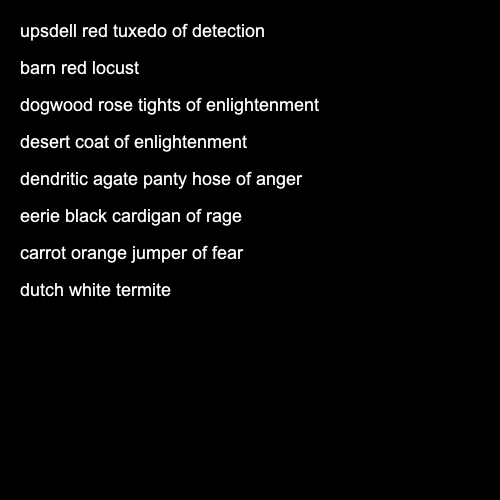 upsdell red tuxedo of detection
barn red locust
dogwood rose tights of enlightenment
desert coat of enlightenment
dendritic agate panty hose of anger
eerie black cardigan of rage
carrot orange jumper of fear
dutch white termite